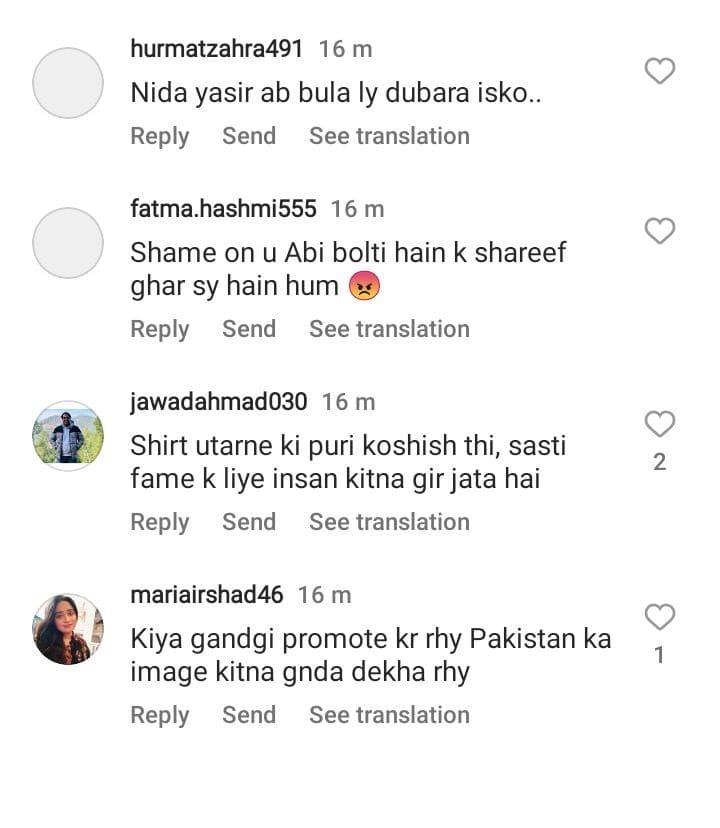 hurmatzahra491 16 m
Nida yasir ab bula ly dubara isko..
Reply Send See translation
fatma.hashmi555 16 m
Shame on u Abi bolti hain k shareef
ghar sy hain hum 😡
Reply Send See translation
jawadahmad030 16 m
Shirt utarne ki puri koshish thi, sasti
fame k liye insan kitna gir jata hai
2
Reply Send See translation
mariairshad46 16 m
Kiya gandgi promote kr rhy Pakistan ka
image kitna gnda dekha rhy
1
Reply Send See translation